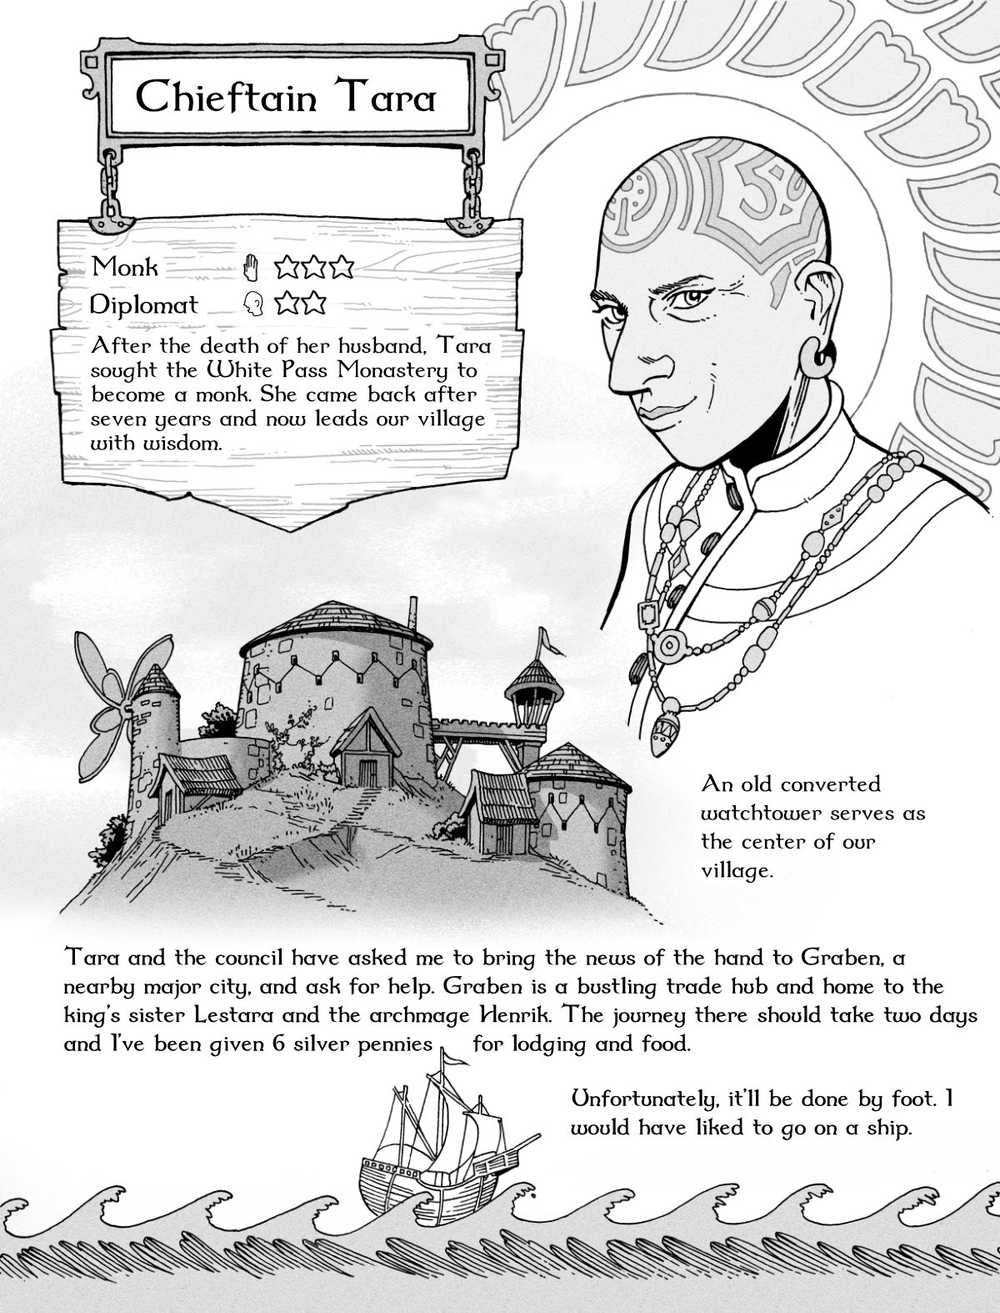 Chieftain Tara
Monk
Diplomat
After the death of her husband, Tara
sought the White Pass Monastery to
become a monk. She came back after
seven years and now leads our village
with wisdom.
An old converted
watchtower serves as
the center of our
village.
Tara and the council have asked me to bring the news of the hand to Graben, a
nearby major city, and ask for help. Graben is a bustling trade hub and home to the
king's sister Lestara and the archmage Henrik. The journey there should take two days
and I've been given 6 silver pennies for lodging and food.
Unfortunately, it'll be done by foot. I
would have liked to go on a ship.